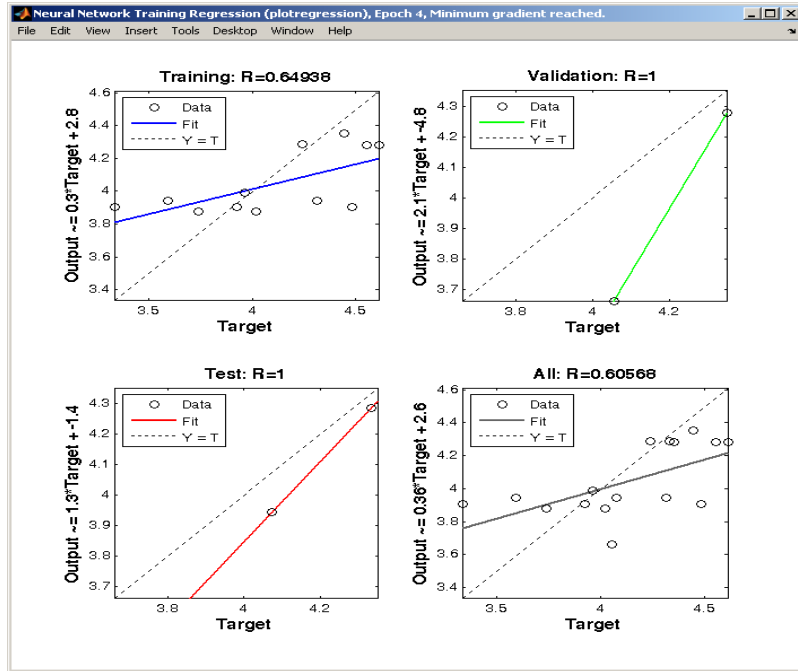 Neural Network Training Regression (plotregression), Epoch 4, Minimum gradient reached.
File Edit View Insert Tools Desktop Window Help
Training: R=0.64938
Output ~= 0.3*Target + 2.8
4.6
4.4
4.2
4
3.8
3.6
3.4
Data
Fit
Y = T
3.5 4 4.5
Target
Validation: R=1
Output ~= 2.1*Target + -4.8
4.3
4.2
4.1
4
3.9
3.8
3.7
Data
Fit
Y = T
3.8 4 4.2
Target
Test: R=1
Output ~= 1.3*Target + -1.4
4.3
4.2
4.1
4
3.9
3.8
3.7
Data
Fit
Y = T
3.8 4 4.2
Target
All: R=0.60568
Output ~= 0.36*Target + 2.6
4.6
4.4
4.2
4
3.8
3.6
3.4
Data
Fit
Y = T
3.5 4 4.5
Target